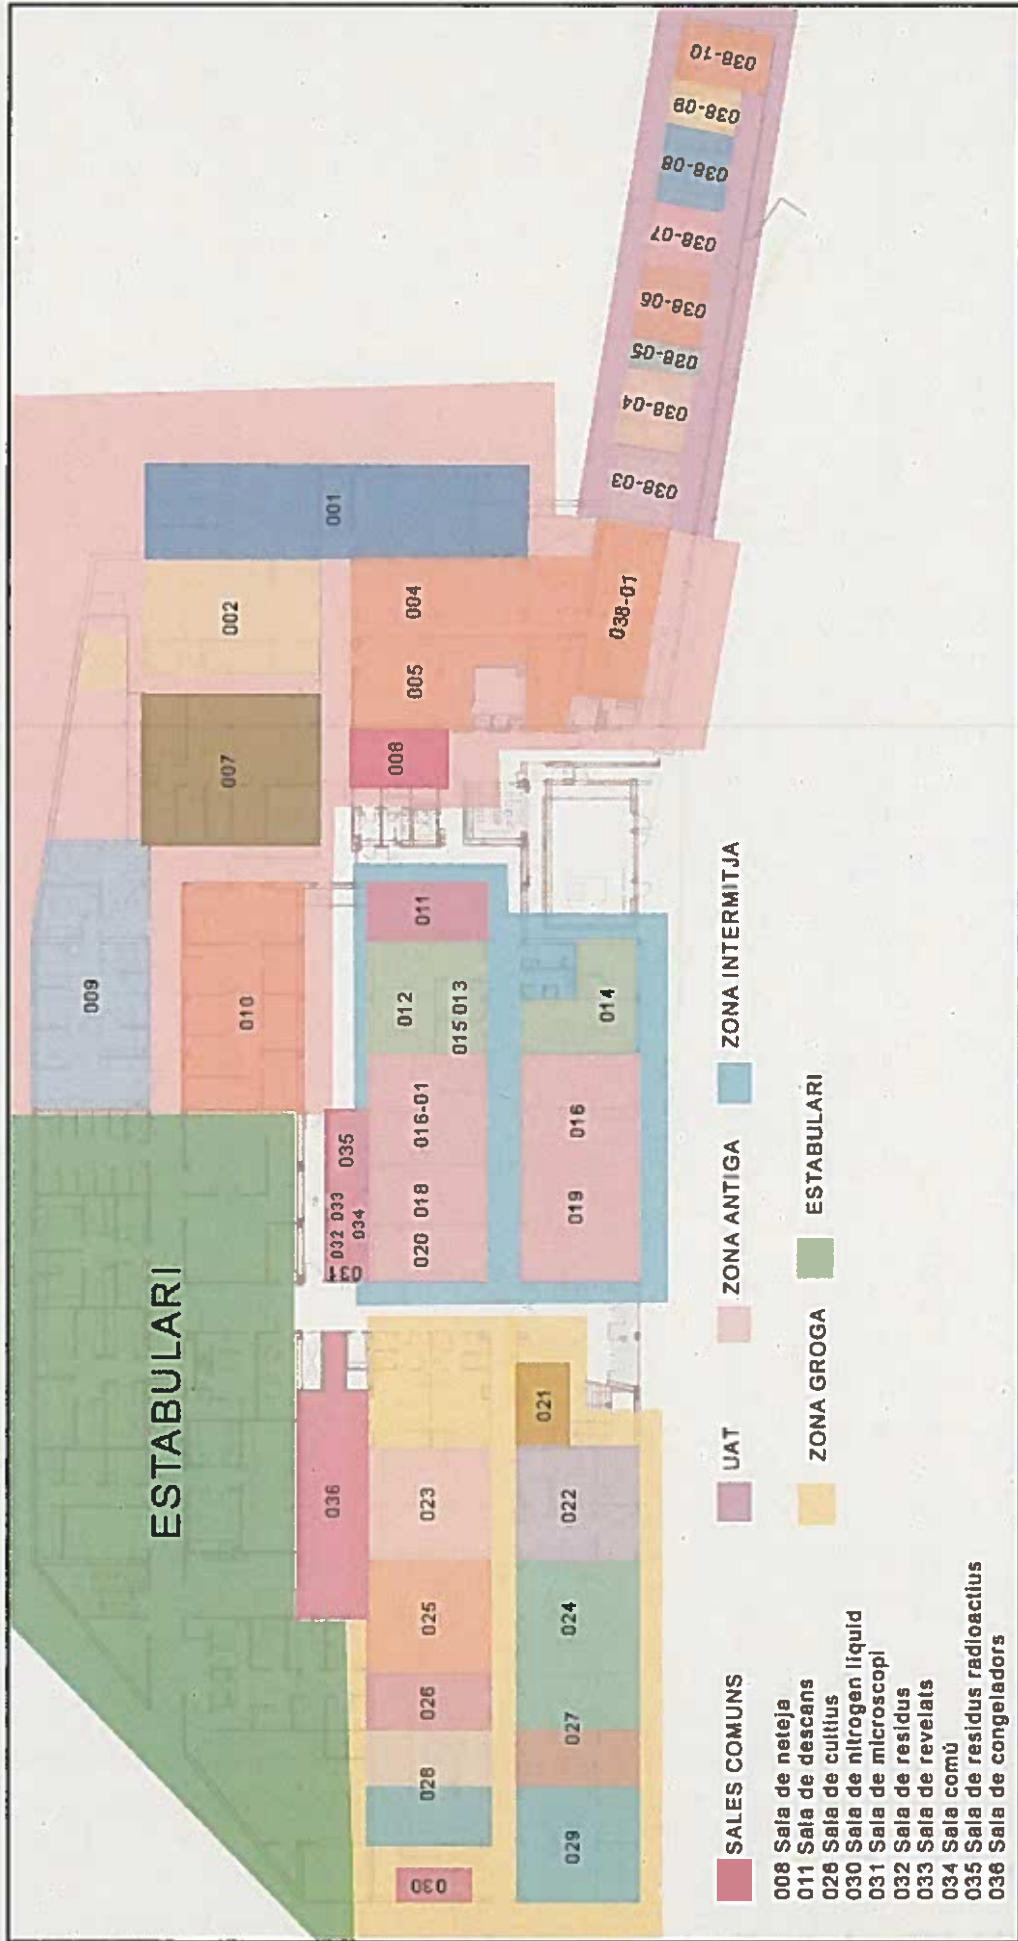 ESTABULARI
009
007
002
001
010
008
005
004
038-01
038-03
038-04
038-05
038-06
038-07
038-08
038-09
038-10
036
032 033
035
034
011
012
015 013
014
020 018 016-01
019 016
023
025
026
028
030
021
022
024
027
029
SALES COMUNS
UAT
ZONA ANTIGA
ZONA INTERMITJA
ZONA GROGA
ESTABULARI
008 Sala de neteja
011 Sala de descans
026 Sala de cultius
030 Sala de nitrogen líquid
031 Sala de microscopi
032 Sala de residus
033 Sala de revelats
034 Sala comú
035 Sala de residus radioactius
036 Sala de congeladors